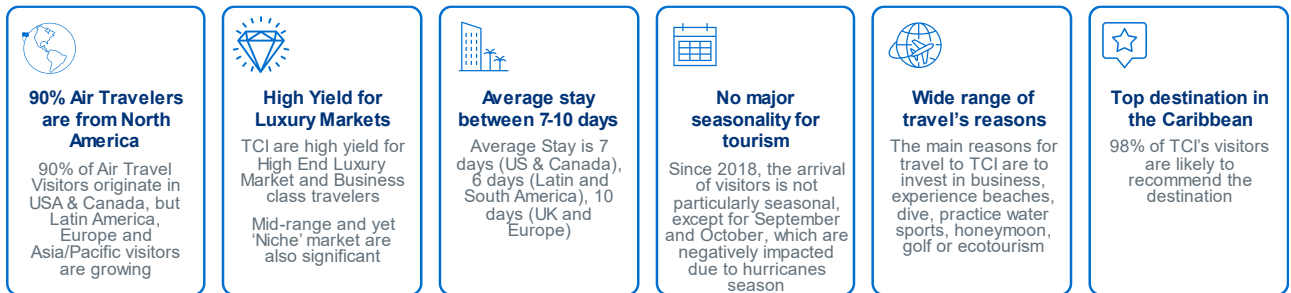 90% Air Travelers
are from North
America
90% of Air Travel
Visitors originate in
USA & Canada, but
Latin America,
Europe and
Asia/Pacific visitors
are growing
High Yield for
Luxury Markets
TCI are high yield for
High End Luxury
Market and Business
class travelers
Mid-range and yet
‘Niche’ market are
also significant
Average stay
between 7-10 days
Average Stay is 7
days (US & Canada),
6 days (Latin and
South America), 10
days (UK and
Europe)
No major
seasonality for
tourism
Since 2018, the arrival
of visitors is not
particularly seasonal,
except for September
and October, which are
negatively impacted
due to hurricanes
season
Wide range of
travel’s reasons
The main reasons for
travel to TCI are to
invest in business,
experience beaches,
dive, practice water
sports, honeymoon,
golf or ecotourism
Top destination in
the Caribbean
98% of TCI’s visitors
are likely to
recommend the
destination